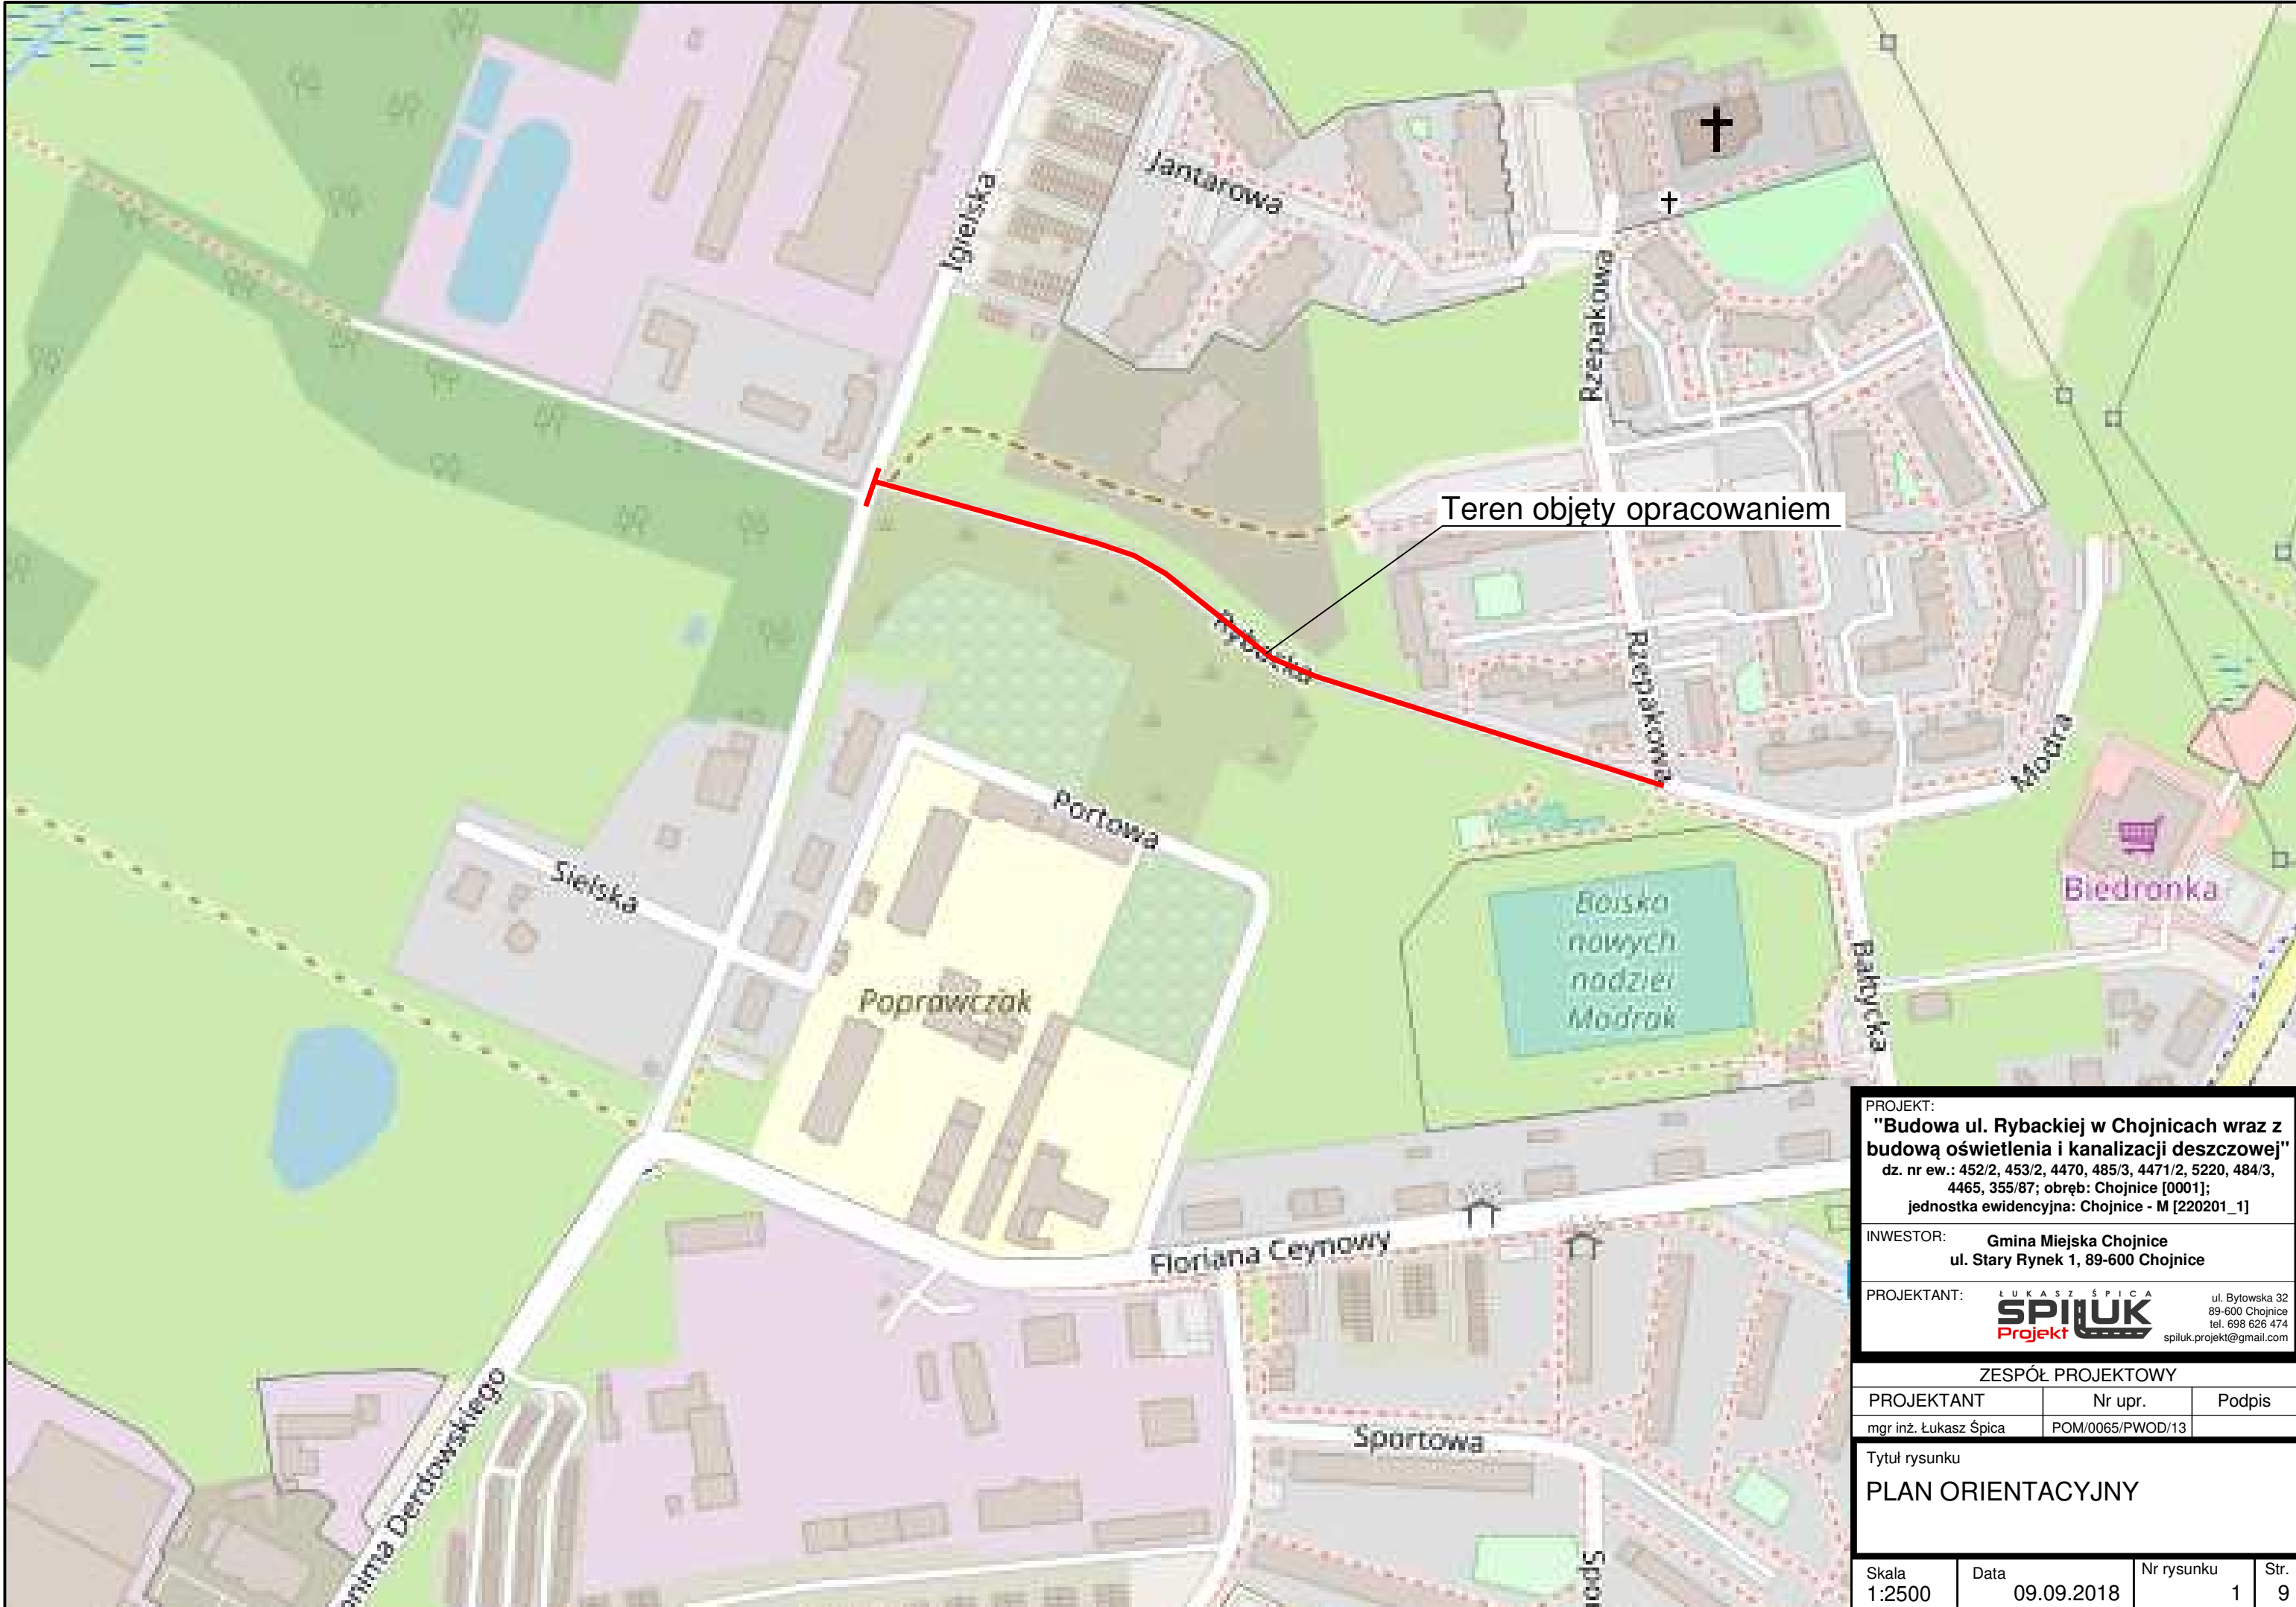 Igielska
Jantarowa
Rzepakowa
Teren objęty opracowaniem
Rybacka
Rzepakowa
Modra
Portowa
Sielska
Biedronka
Boisko
nowych
nadziei
Modrak
Bałtycka
Poprawczak
Floriana Ceynowy
Sportowa
enima Derdowskiego
Spor
PROJEKT:
"Budowa ul. Rybackiej w Chojnicach wraz z
budową oświetlenia i kanalizacji deszczowej"
dz. nr ew.: 452/2, 453/2, 4470, 485/3, 4471/2, 5220, 484/3,
4465, 355/87; obręb: Chojnice [0001];
jednostka ewidencyjna: Chojnice - M [220201_1]
INWESTOR:
Gmina Miejska Chojnice
ul. Stary Rynek 1, 89-600 Chojnice
PROJEKTANT:
ŁUKASZ ŚPICA
SPILUK
Projekt
ul. Bytowska 32
89-600 Chojnice
tel. 698 626 474
spiluk.projekt@gmail.com
ZESPÓŁ PROJEKTOWY
PROJEKTANT Nr upr. Podpis
mgr inż. Łukasz Śpica POM/0065/PWOD/13
Tytuł rysunku
PLAN ORIENTACYJNY
Skala Data Nr rysunku Str.
1:2500 09.09.2018 1 9